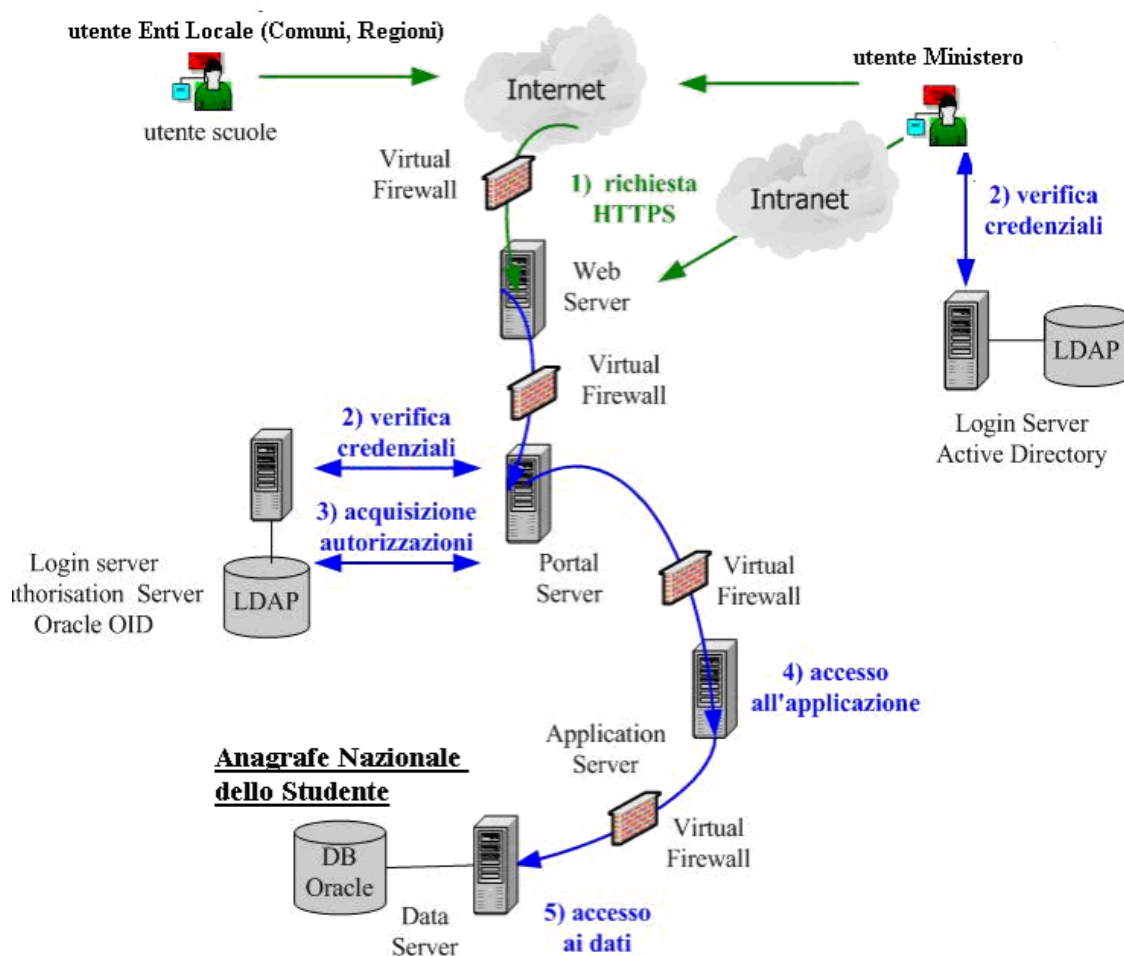 utente Enti Locale (Comuni, Regioni)
utente scuole
Internet
utente Ministero
Virtual
Firewall
1) richiesta
HTTPS
Intranet
2) verifica
credenziali
Web
Server
LDAP
Login Server
Active Directory
Virtual
Firewall
2) verifica
credenziali
3) acquisizione
autorizzazioni
Portal
Server
Login server
uthorisation Server
Oracle OID
LDAP
Virtual
Firewall
4) accesso
all'applicazione
Application
Server
Anagrafe Nazionale
dello Studente
Virtual
Firewall
DB
Oracle
Data
Server
5) accesso
ai dati